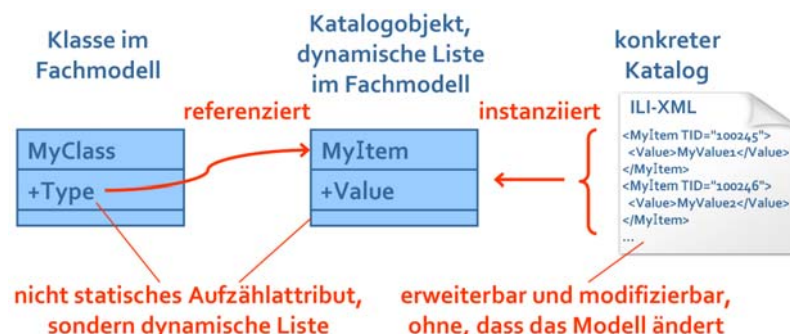 Klasse im
Fachmodell
Katalogobjekt,
dynamische Liste
im Fachmodell
konkreter
Katalog
referenziert
instanziiert
MyClass
+Type
MyItem
+Value
ILI-XML
<MyItem TID="100245">
<Value>MyValue1</Value>
</MyItem>
<MyItem TID="100246">
<Value>MyValue2</Value>
</MyItem>
...
nicht statisches Aufzählattribut,
sondern dynamische Liste
erweiterbar und modifizierbar,
ohne, dass das Modell ändert